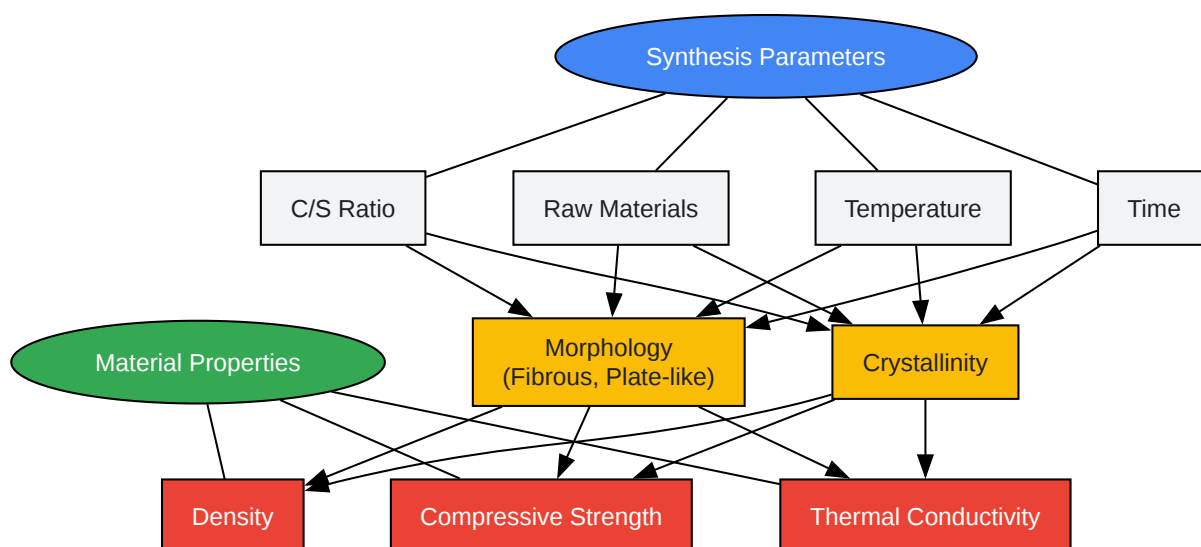 Synthesis Parameters
C/S Ratio
Raw Materials
Temperature
Time
Morphology
(Fibrous, Plate-like)
Crystallinity
Material Properties
Density
Compressive Strength
Thermal Conductivity